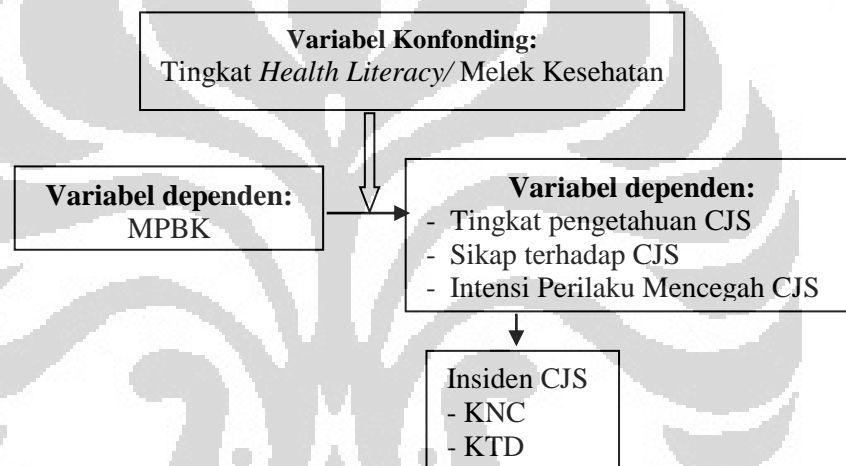 Variabel Konfonding:
Tingkat Health Literacy/ Melek Kesehatan
Variabel dependen:
MPBK
Variabel dependen:
- Tingkat pengetahuan CJS
- Sikap terhadap CJS
- Intensi Perilaku Mencegah CJS
Insiden CJS
- KNC
- KTD